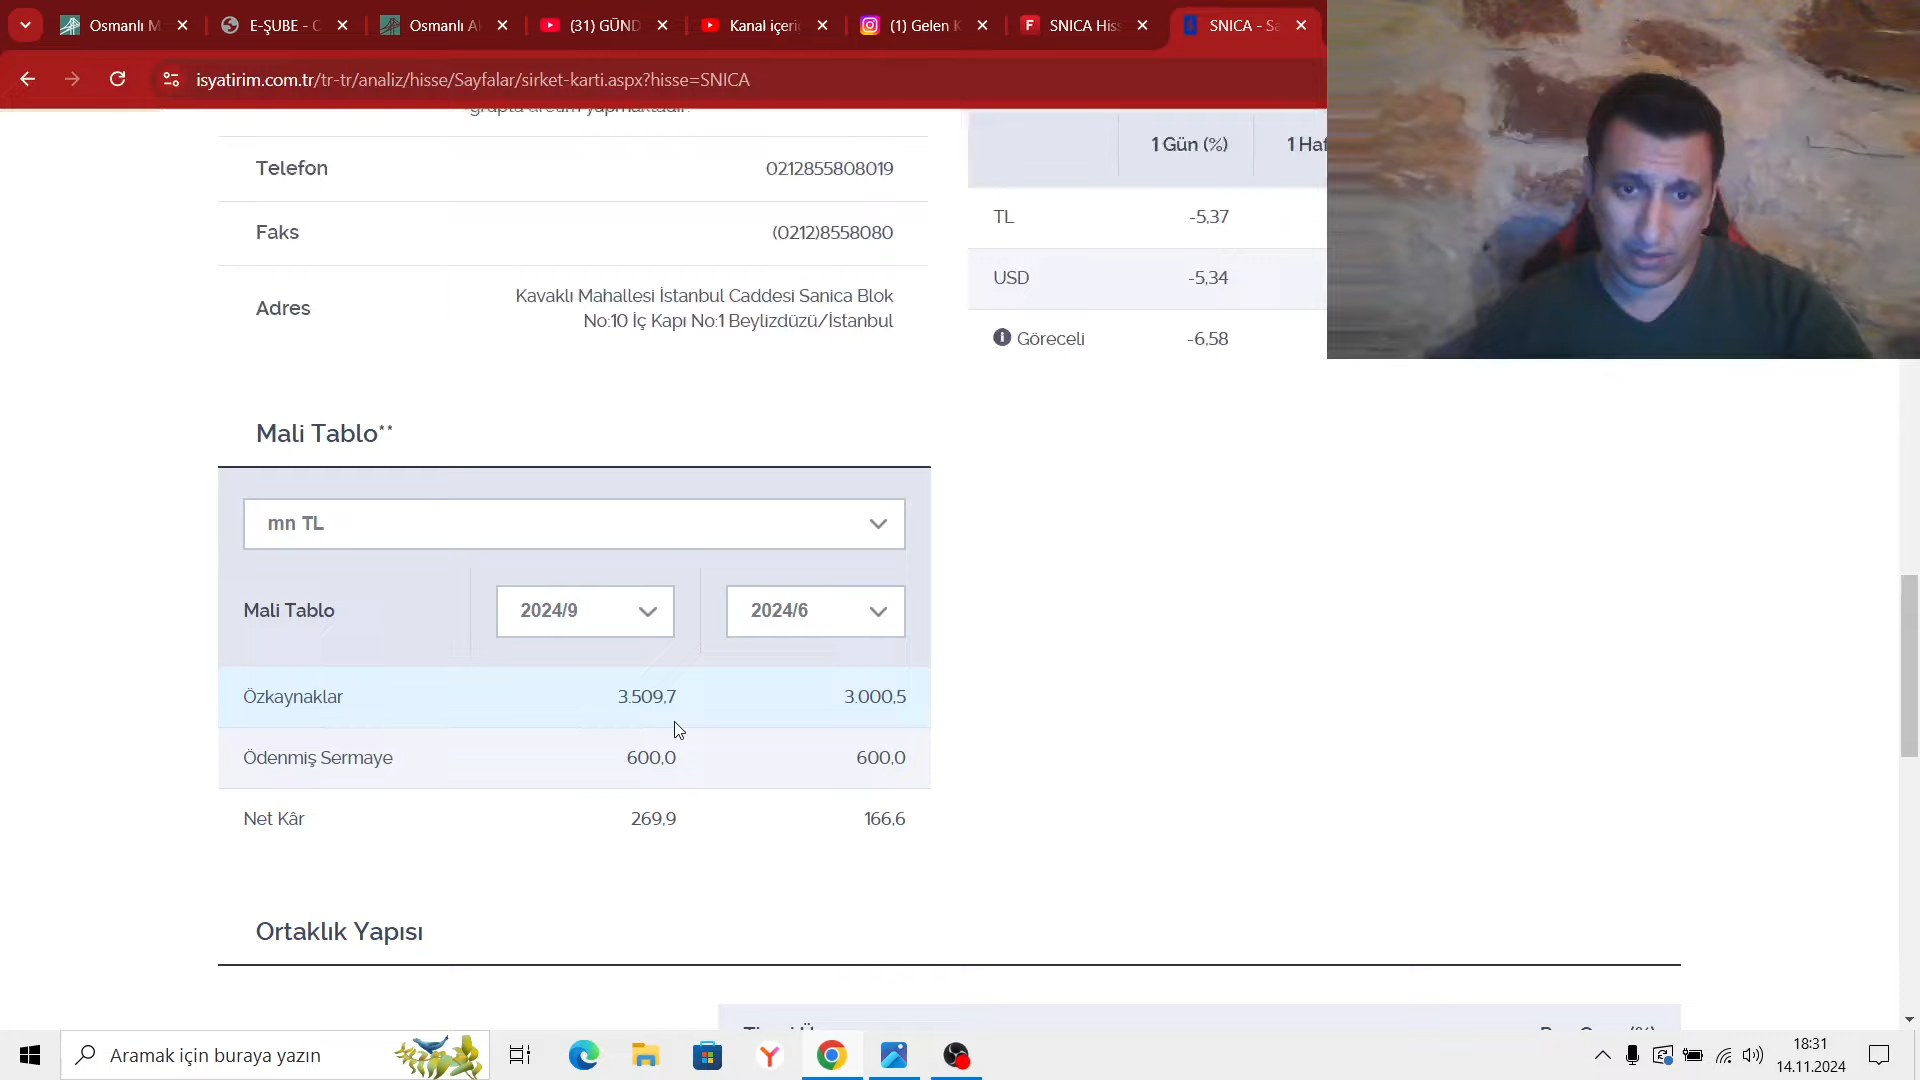 Osmanlı M
E-ŞUBE - C
Osmanlı A
(31) GÜND
Kanal içeri
(1) Gelen K
SNICA His
SNICA - Sa
isyatirim.com.tr/tr-tr/analiz/hisse/Sayfalar/sirket-karti.aspx?hisse=SNICA
grupta üretim yapmaktadır.
1 Gün (%) 1 Haf
Telefon 0212855808019
TL -5,37
Faks (0212)8558080
USD -5,34
Adres Kavaklı Mahallesi İstanbul Caddesi Sanica Blok
No:10 İç Kapı No:1 Beylizdüzü/İstanbul
Göreceli -6,58
Mali Tablo**
mn TL
Mali Tablo 2024/9 2024/6
Özkaynaklar 3.509,7 3.000,5
Ödenmiş Sermaye 600,0 600,0
Net Kâr 269,9 166,6
Ortaklık Yapısı
Aramak için buraya yazın
18:31
14.11.2024